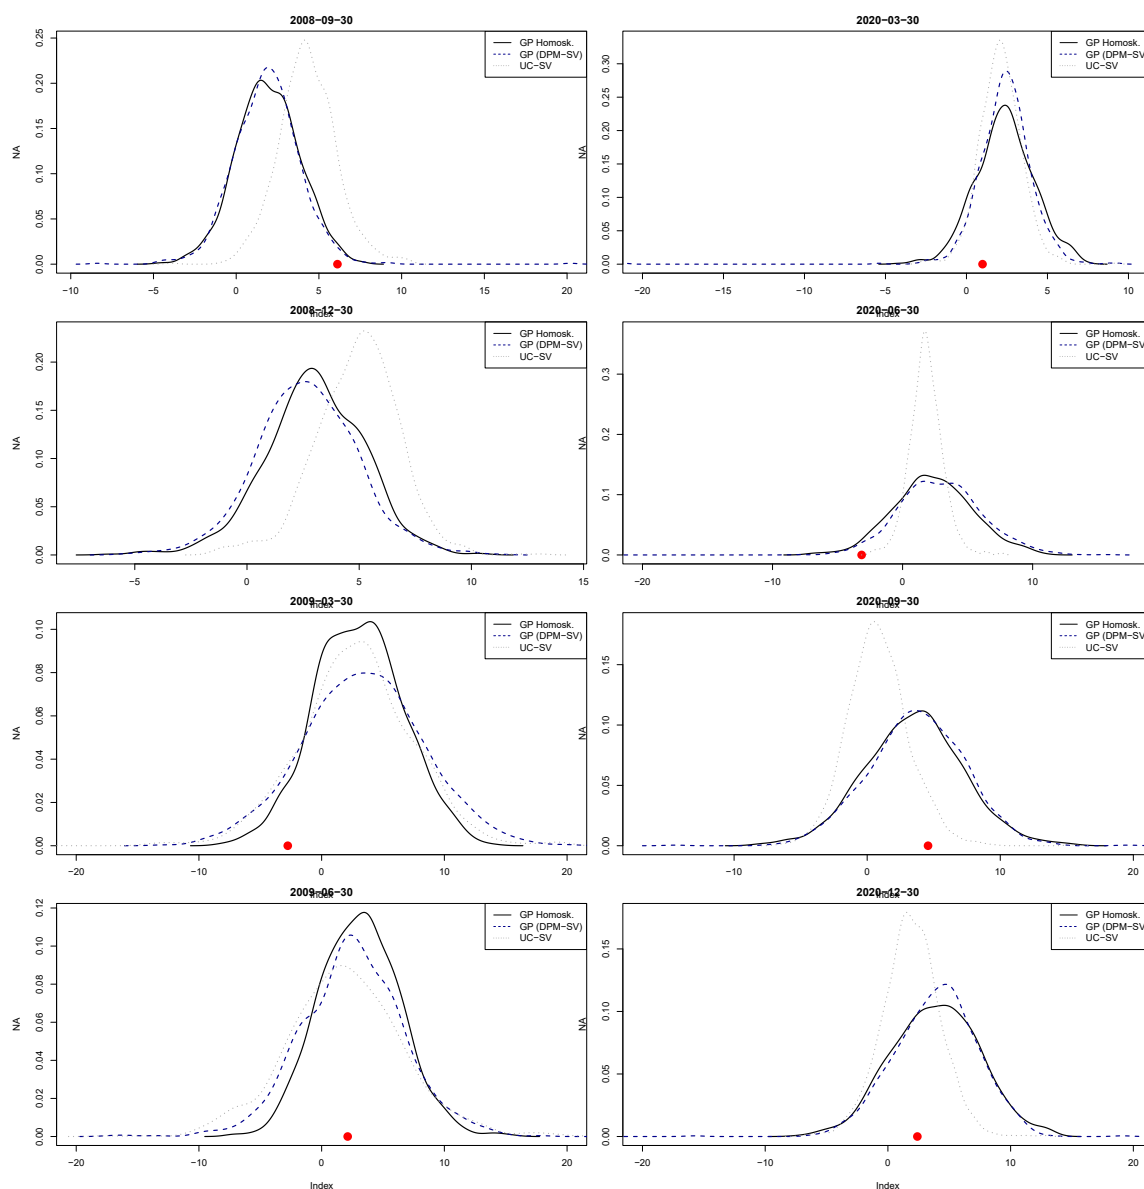 2008−09−30
GP Homosk.
GP (DPM−SV)
UC−SV
NA
0.00
0.05
0.10
0.15
0.20
0.25
−10
−5
0
5
10
15
20
2020−03−30
GP Homosk.
GP (DPM−SV)
UC−SV
NA
0.00
0.05
0.10
0.15
0.20
0.30
−20
−15
−10
−5
0
5
10
Index
2008−12−30
GP Homosk.
GP (DPM−SV)
UC−SV
NA
0.00
0.05
0.10
0.15
0.20
−5
0
5
10
15
Index
2020−06−30
GP Homosk.
GP (DPM−SV)
UC−SV
NA
0.0
0.1
0.2
0.3
−20
−10
0
10
Index
2009−03−30
GP Homosk.
GP (DPM−SV)
UC−SV
NA
0.00
0.02
0.04
0.06
0.08
0.10
−20
−10
0
10
20
Index
2020−09−30
GP Homosk.
GP (DPM−SV)
UC−SV
NA
0.00
0.05
0.10
0.15
−10
0
10
20
Index
2009−06−30
GP Homosk.
GP (DPM−SV)
UC−SV
NA
0.00
0.02
0.04
0.06
0.08
0.10
0.12
−20
−10
0
10
20
Index
Index
2020−12−30
GP Homosk.
GP (DPM−SV
UC−SV
NA
0.00
0.05
0.10
0.15
−20
−10
0
10
20
Index